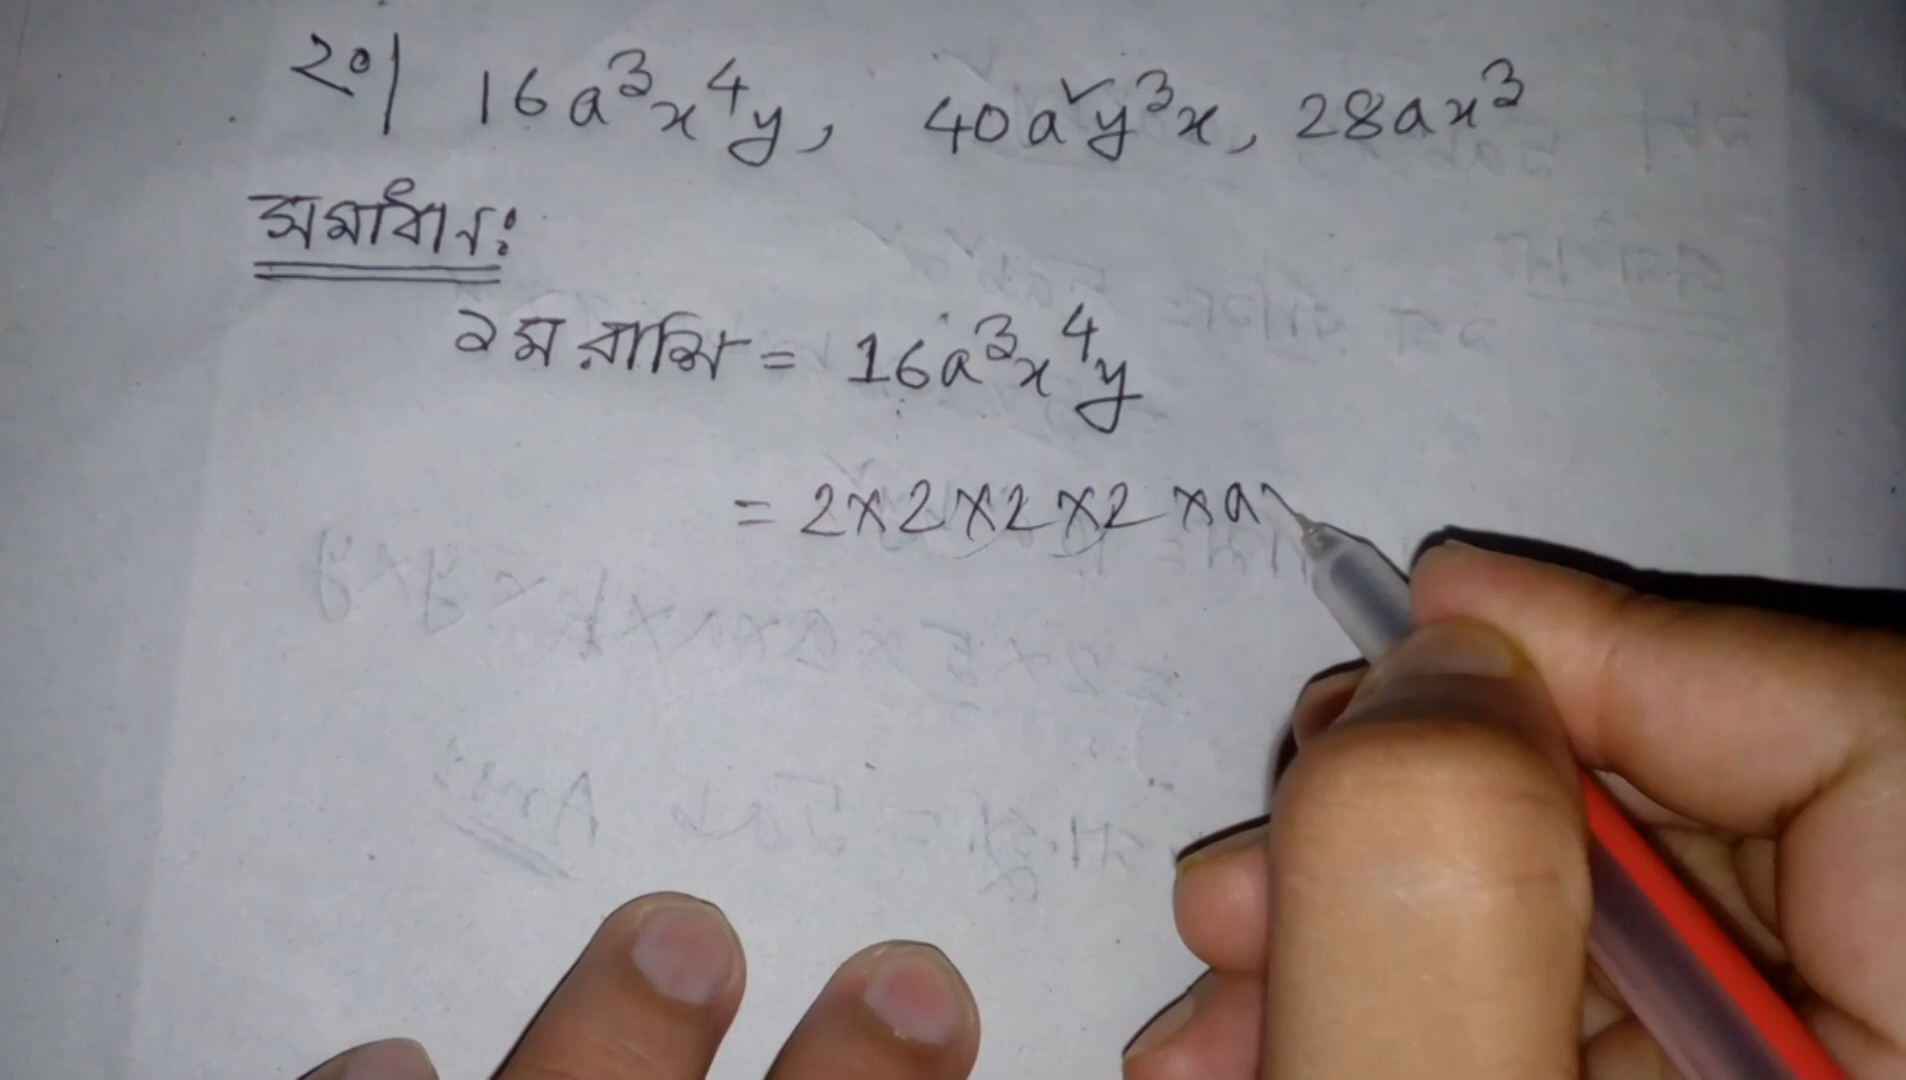 ২০| 16a³x⁴y, 40a²y³x, 28ax³
সমাধান:
১ম রাশি = 16a³x⁴y
= 2×2×2×2×a